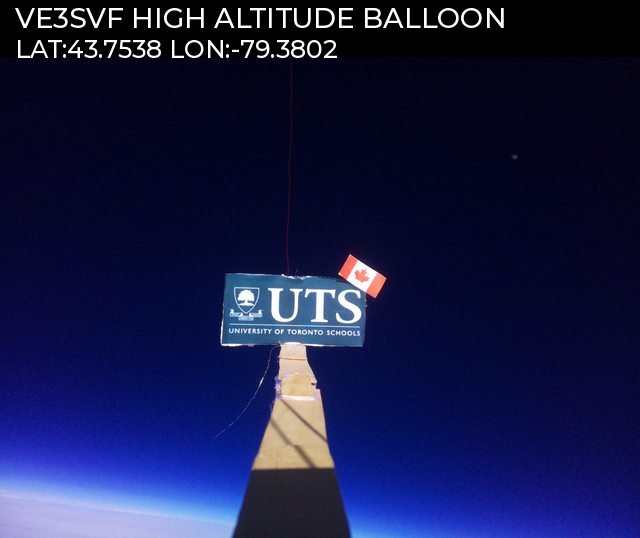 VE3SVF HIGH ALTITUDE BALLOON
LAT:43.7538 LON:-79.3802
UTS
UNIVERSITY OF TORONTO SCHOOLS